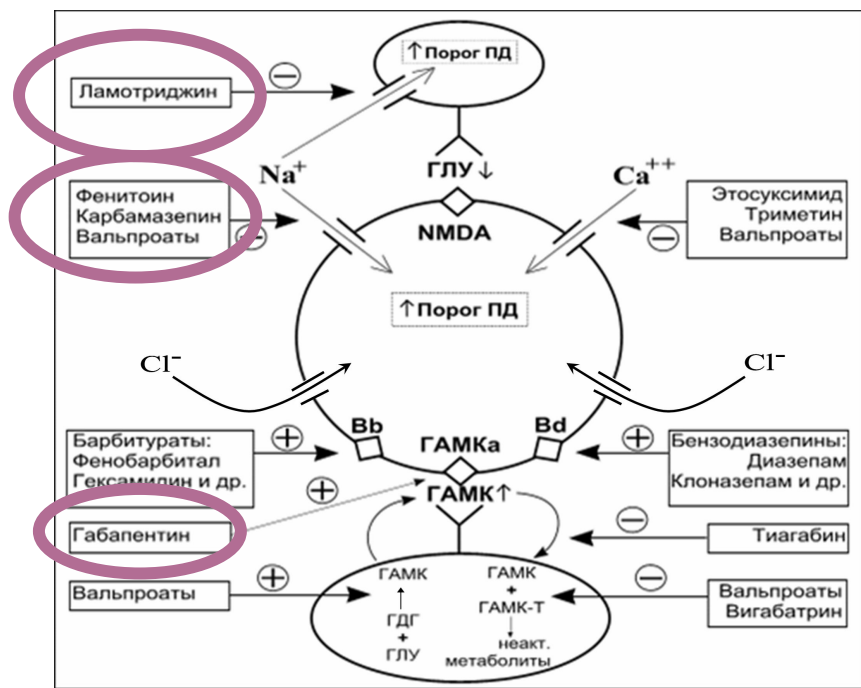 ↑Порог ПД
Ламотриджин
Na+
ГЛУ↓
Ca++
Фенитоин
Карбамазепин
Вальпроаты
NMDA
Этосуксимид
Триметин
Вальпроаты
↑Порог ПД
Cl−
Cl−
Bb
ГАМКа
Bd
Барбитураты:
Фенобарбитал
Гексамидин и др.
Бензодиазепины:
Диазепам
Клоназепам и др.
ГАМК↑
Габапентин
Тиагабин
Вальпроаты
ГАМК
ГДГ
+
ГЛУ
ГАМК
+
ГАМК-Т
неакт.
метаболиты
Вальпроаты
Вигабатрин